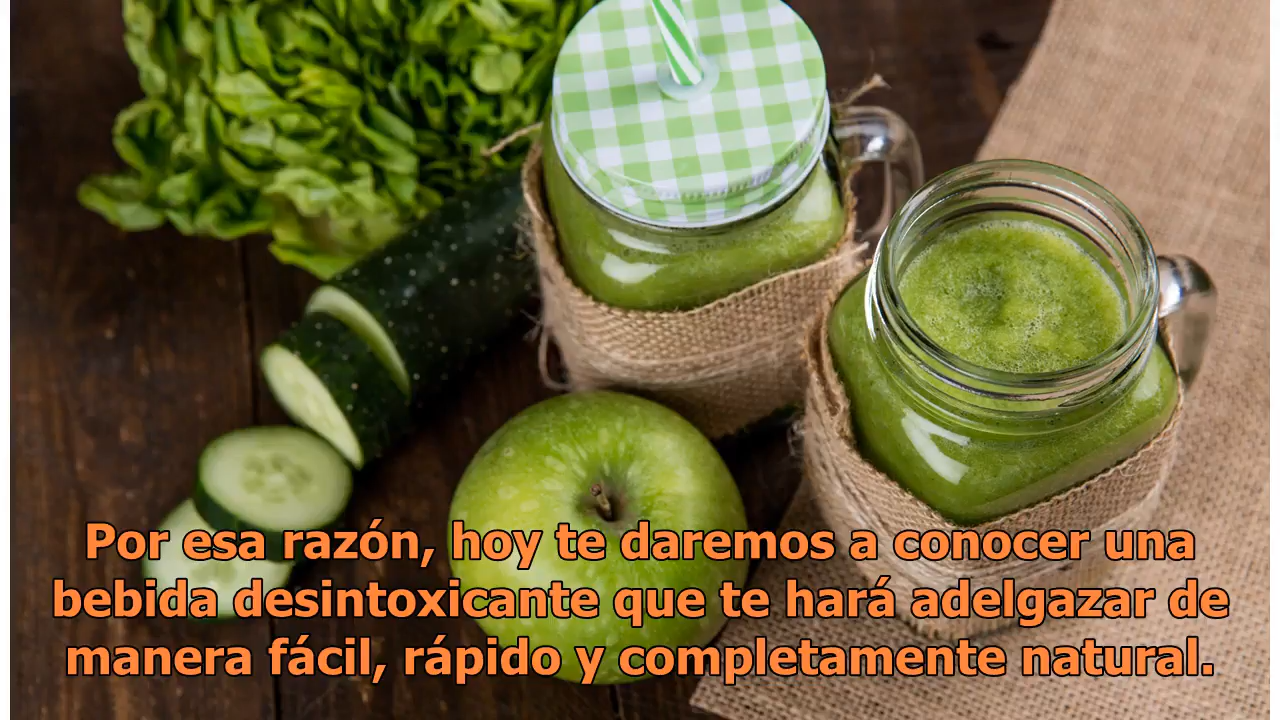 Por esa razón, hoy te daremos a conocer una
bebida desintoxicante que te hará adelgazar de
manera fácil, rápido y completamente natural.